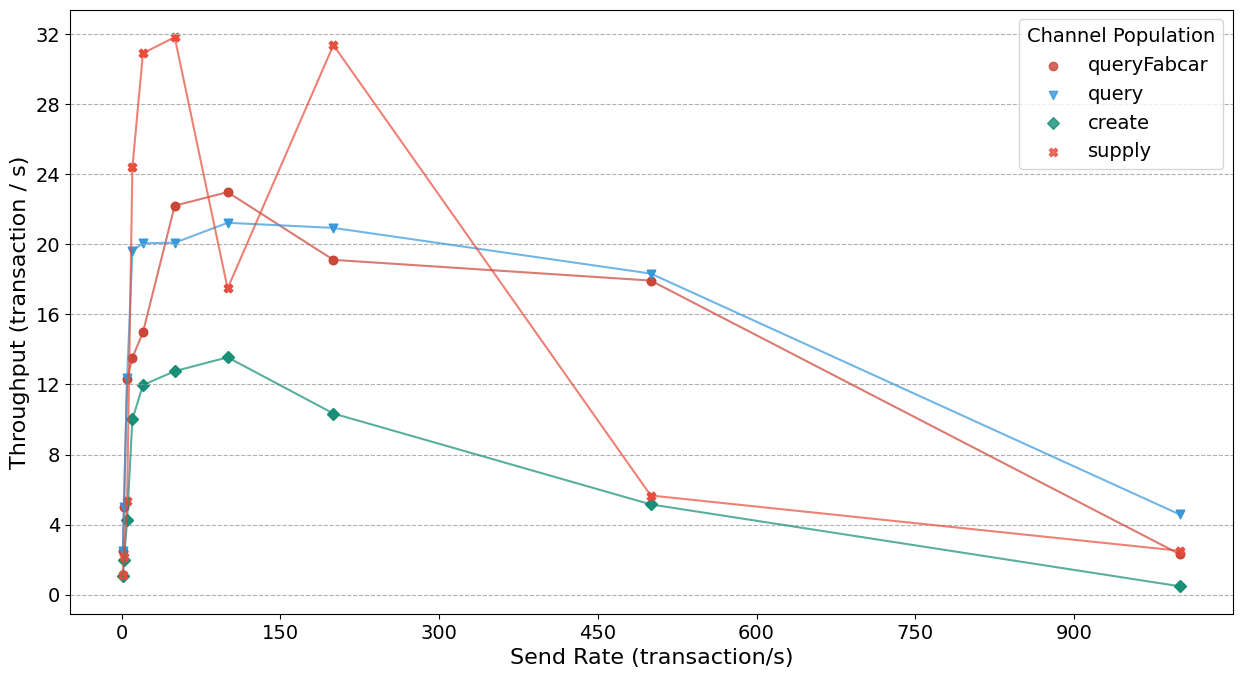 Channel Population
queryFabcar
query
create
supply
Throughput (transaction / s)
32
28
24
20
16
12
8
4
0
0 150 300 450 600 750 900
Send Rate (transaction/s)